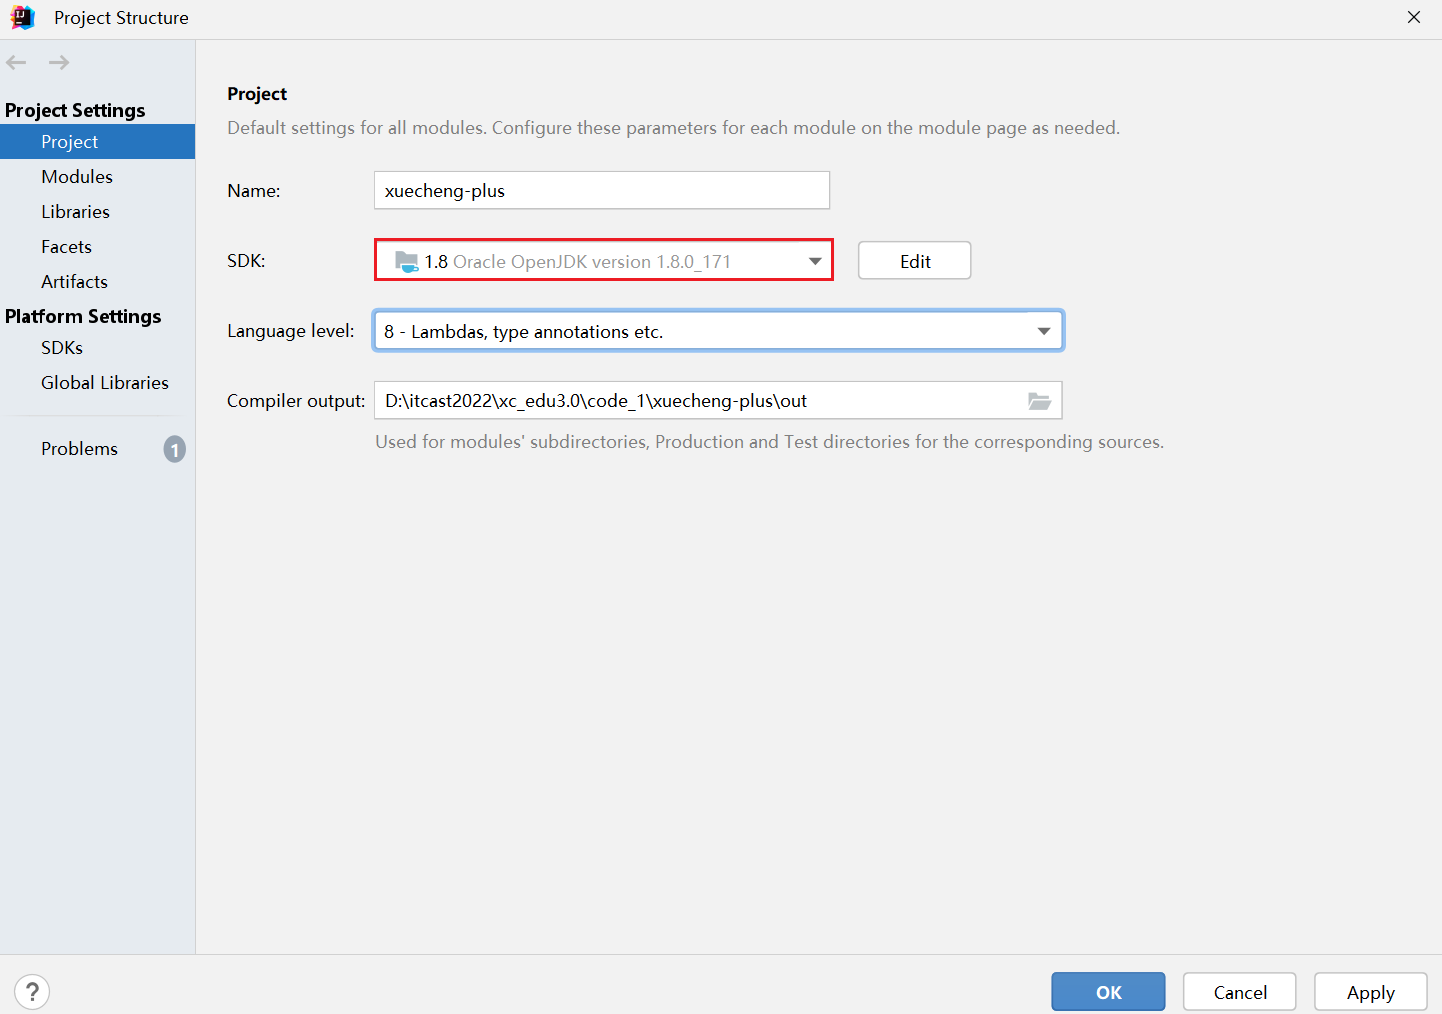 Project Structure
Project Settings
Project
Modules
Libraries
Facets
Artifacts
Platform Settings
SDKs
Global Libraries
Problems 1
Project
Default settings for all modules. Configure these parameters for each module on the module page as needed.
Name: xuecheng-plus
SDK: 1.8 Oracle OpenJDK version 1.8.0_171 Edit
Language level: 8 - Lambdas, type annotations etc.
Compiler output: D:\itcast2022\xc_edu3.0\code_1\xuecheng-plus\out
Used for modules' subdirectories, Production and Test directories for the corresponding sources.
? OK Cancel Apply